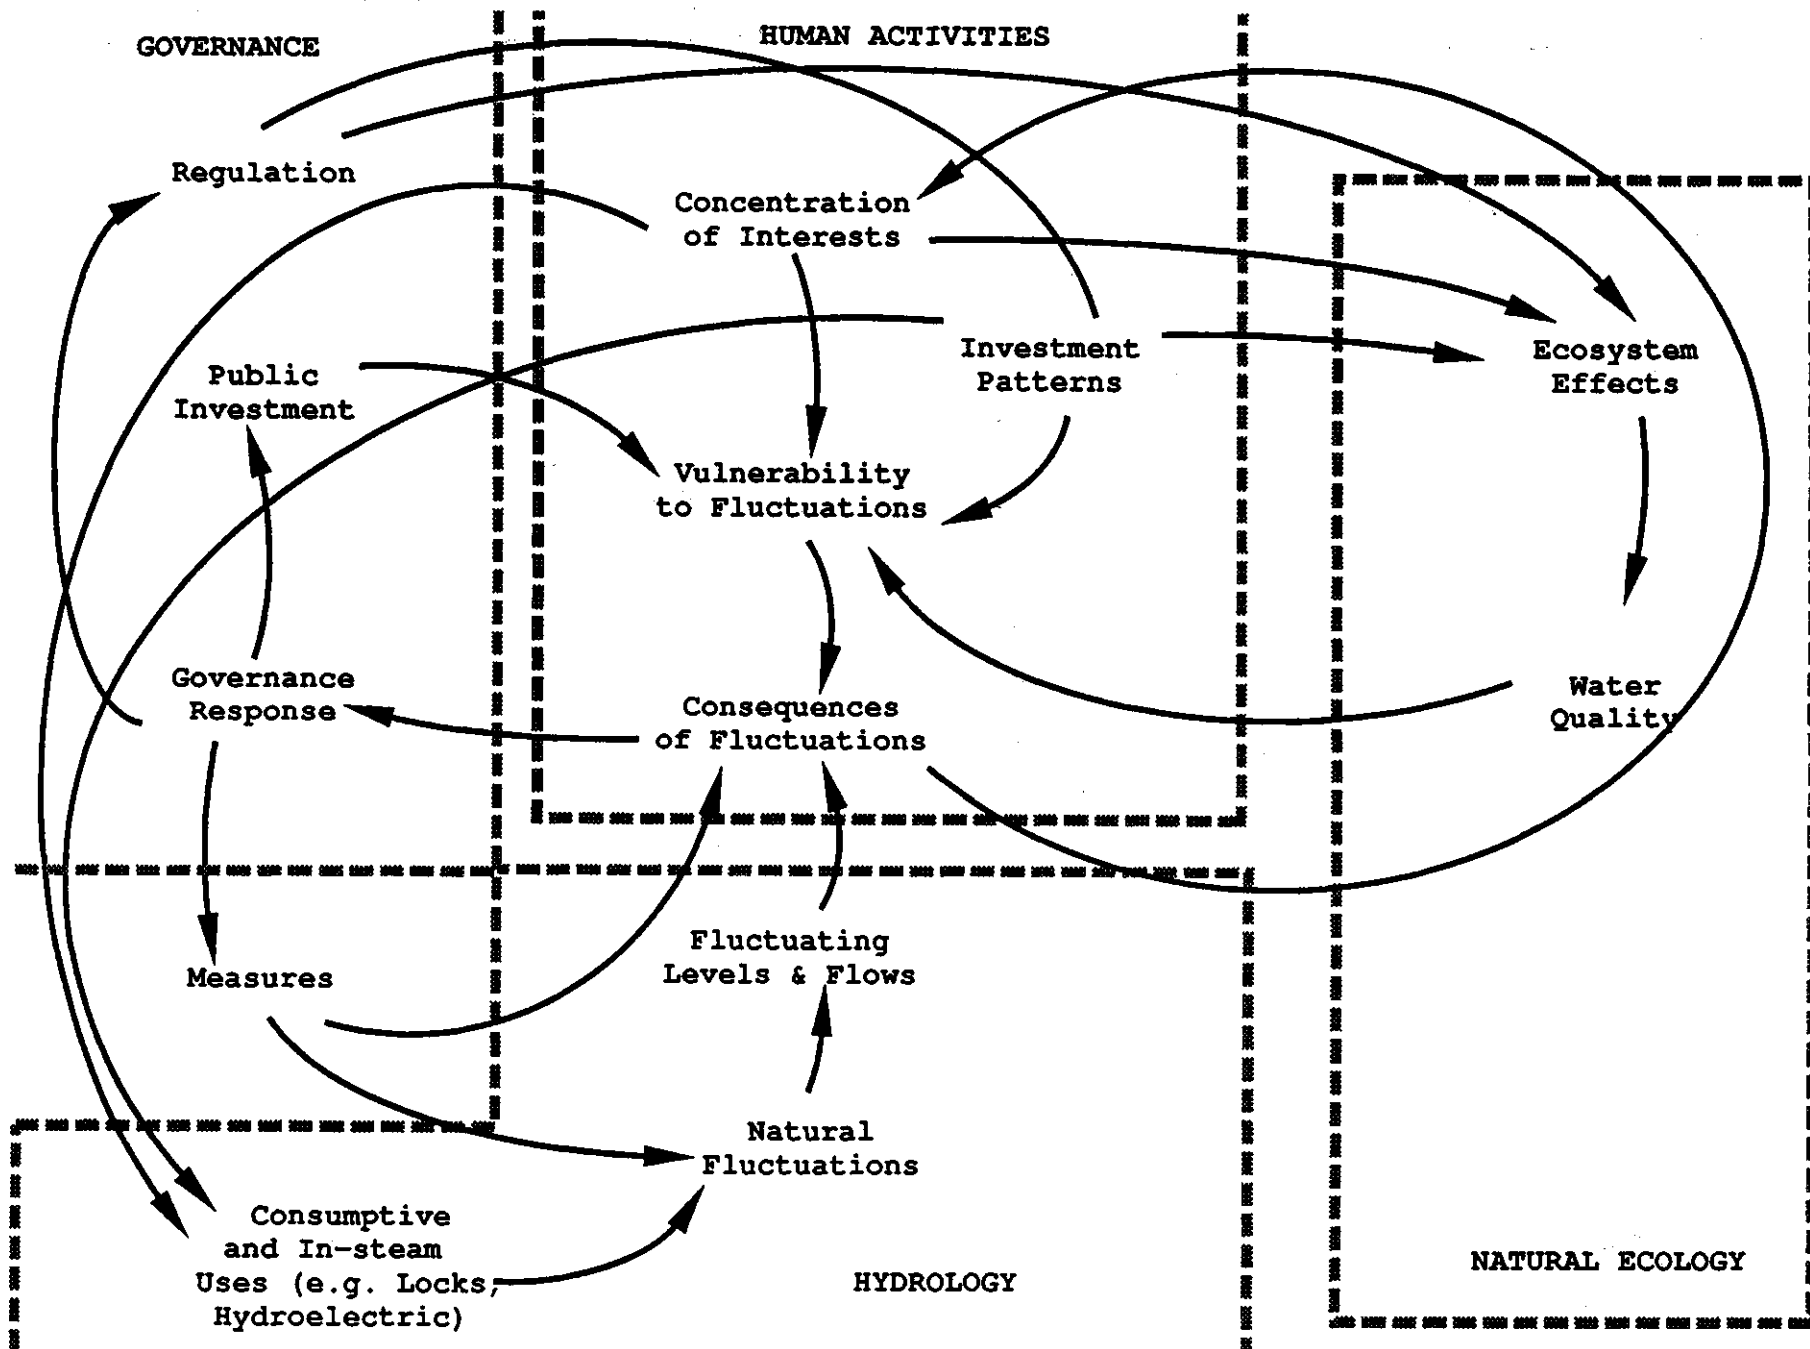 GOVERNANCE
HUMAN ACTIVITIES
Regulation
Concentration
of Interests
Investment
Patterns
Ecosystem
Effects
Public
Investment
Vulnerability
to Fluctuations
Governance
Response
Consequences
of Fluctuations
Water
Quality
Measures
Fluctuating
Levels & Flows
Natural
Fluctuations
Consumptive
and In-steam
Uses (e.g. Locks,
Hydroelectric)
HYDROLOGY
NATURAL ECOLOGY